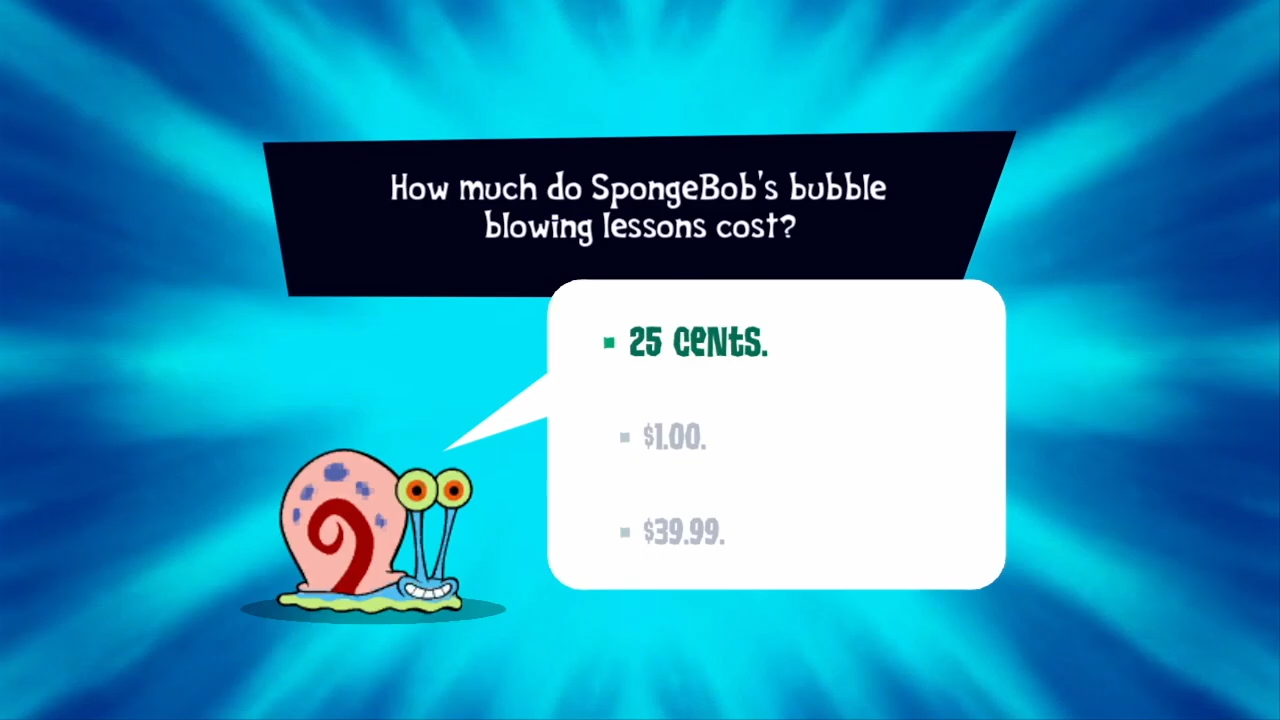 How much do SpongeBob's bubble
blowing lessons cost?
25 CENTS.
$1.00.
$39.99.